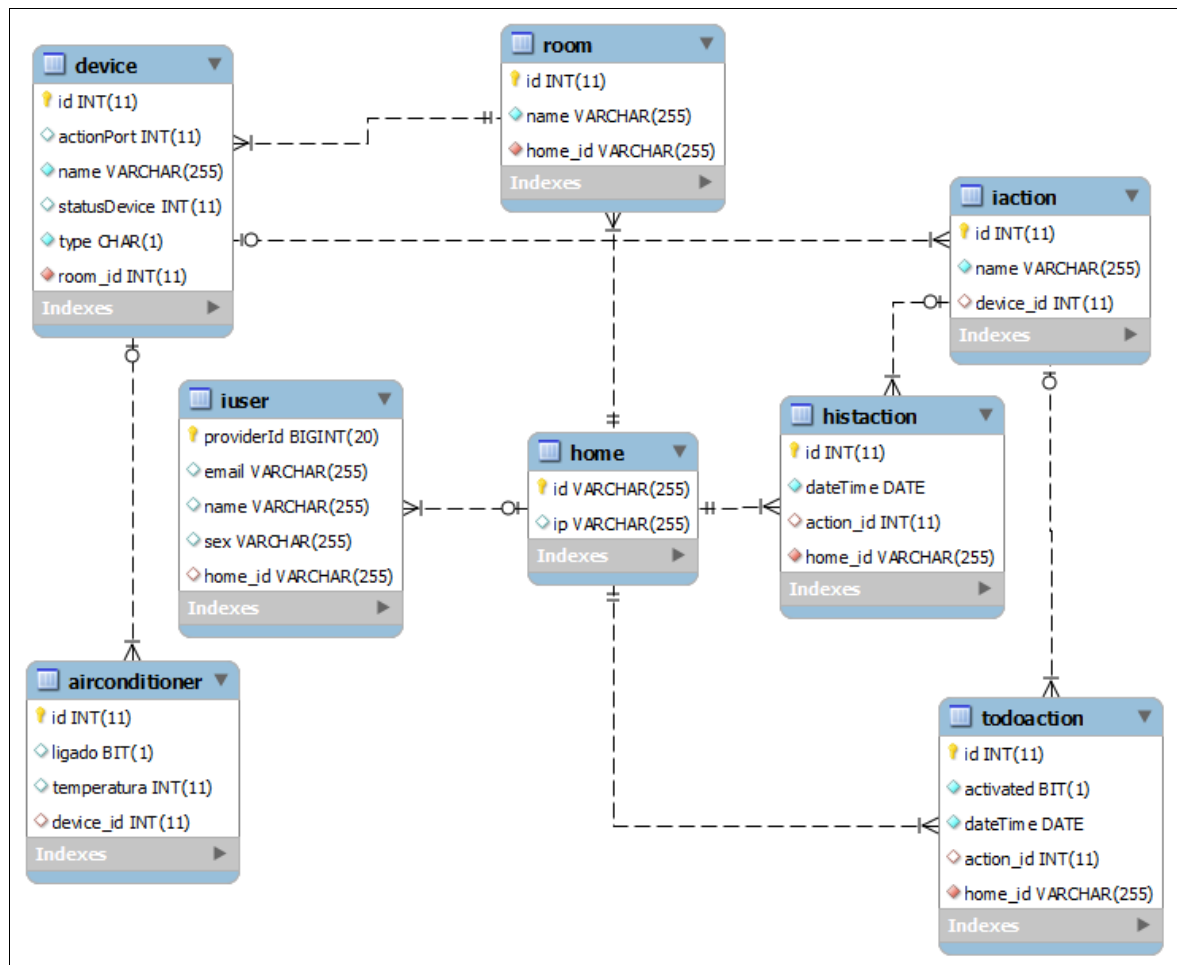 device
id INT(11)
actionPort INT(11)
name VARCHAR(255)
statusDevice INT(11)
type CHAR(1)
room_id INT(11)
Indexes
room
id INT(11)
name VARCHAR(255)
home_id VARCHAR(255)
Indexes
iaction
id INT(11)
name VARCHAR(255)
device_id INT(11)
Indexes
iuser
providerId BIGINT(20)
email VARCHAR(255)
name VARCHAR(255)
sex VARCHAR(255)
home_id VARCHAR(255)
Indexes
home
id VARCHAR(255)
ip VARCHAR(255)
Indexes
histaction
id INT(11)
dateTime DATE
action_id INT(11)
home_id VARCHAR(255)
Indexes
airconditioner
id INT(11)
ligado BIT(1)
temperatura INT(11)
device_id INT(11)
Indexes
todoaction
id INT(11)
activated BIT(1)
dateTime DATE
action_id INT(11)
home_id VARCHAR(255)
Indexes